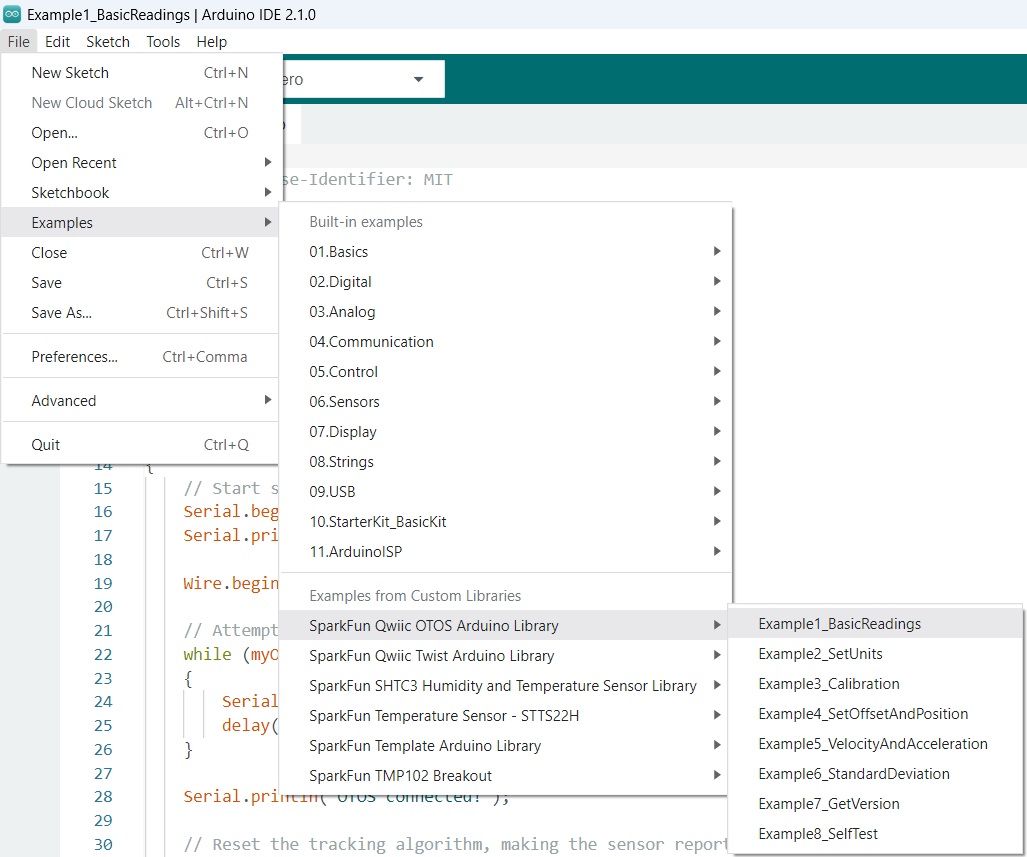 Example1_BasicReadings | Arduino IDE 2.1.0
File Edit Sketch Tools Help
New Sketch Ctrl+N
New Cloud Sketch Alt+Ctrl+N
Open... Ctrl+O
Open Recent
Sketchbook
Examples
Close Ctrl+W
Save Ctrl+S
Save As... Ctrl+Shift+S
Preferences... Ctrl+Comma
Advanced
Quit Ctrl+Q
ero
se-Identifier: MIT
Built-in examples
01.Basics
02.Digital
03.Analog
04.Communication
05.Control
06.Sensors
07.Display
08.Strings
09.USB
10.StarterKit_BasicKit
11.ArduinoISP
Examples from Custom Libraries
SparkFun Qwiic OTOS Arduino Library
SparkFun Qwiic Twist Arduino Library
SparkFun SHTC3 Humidity and Temperature Sensor Library
SparkFun Temperature Sensor - STTS22H
SparkFun Template Arduino Library
SparkFun TMP102 Breakout
Example1_BasicReadings
Example2_SetUnits
Example3_Calibration
Example4_SetOffsetAndPosition
Example5_VelocityAndAcceleration
Example6_StandardDeviation
Example7_GetVersion
Example8_SelfTest
14 {
15 // Start s
16 Serial.beg
17 Serial.pri
18
19 Wire.begin
20
21 // Attempt
22 while (myO
23 {
24 Serial
25 delay(
26 }
27
28 Serial.println("OTOS connected!");
29
30 // Reset the tracking algorithm, making the sensor report